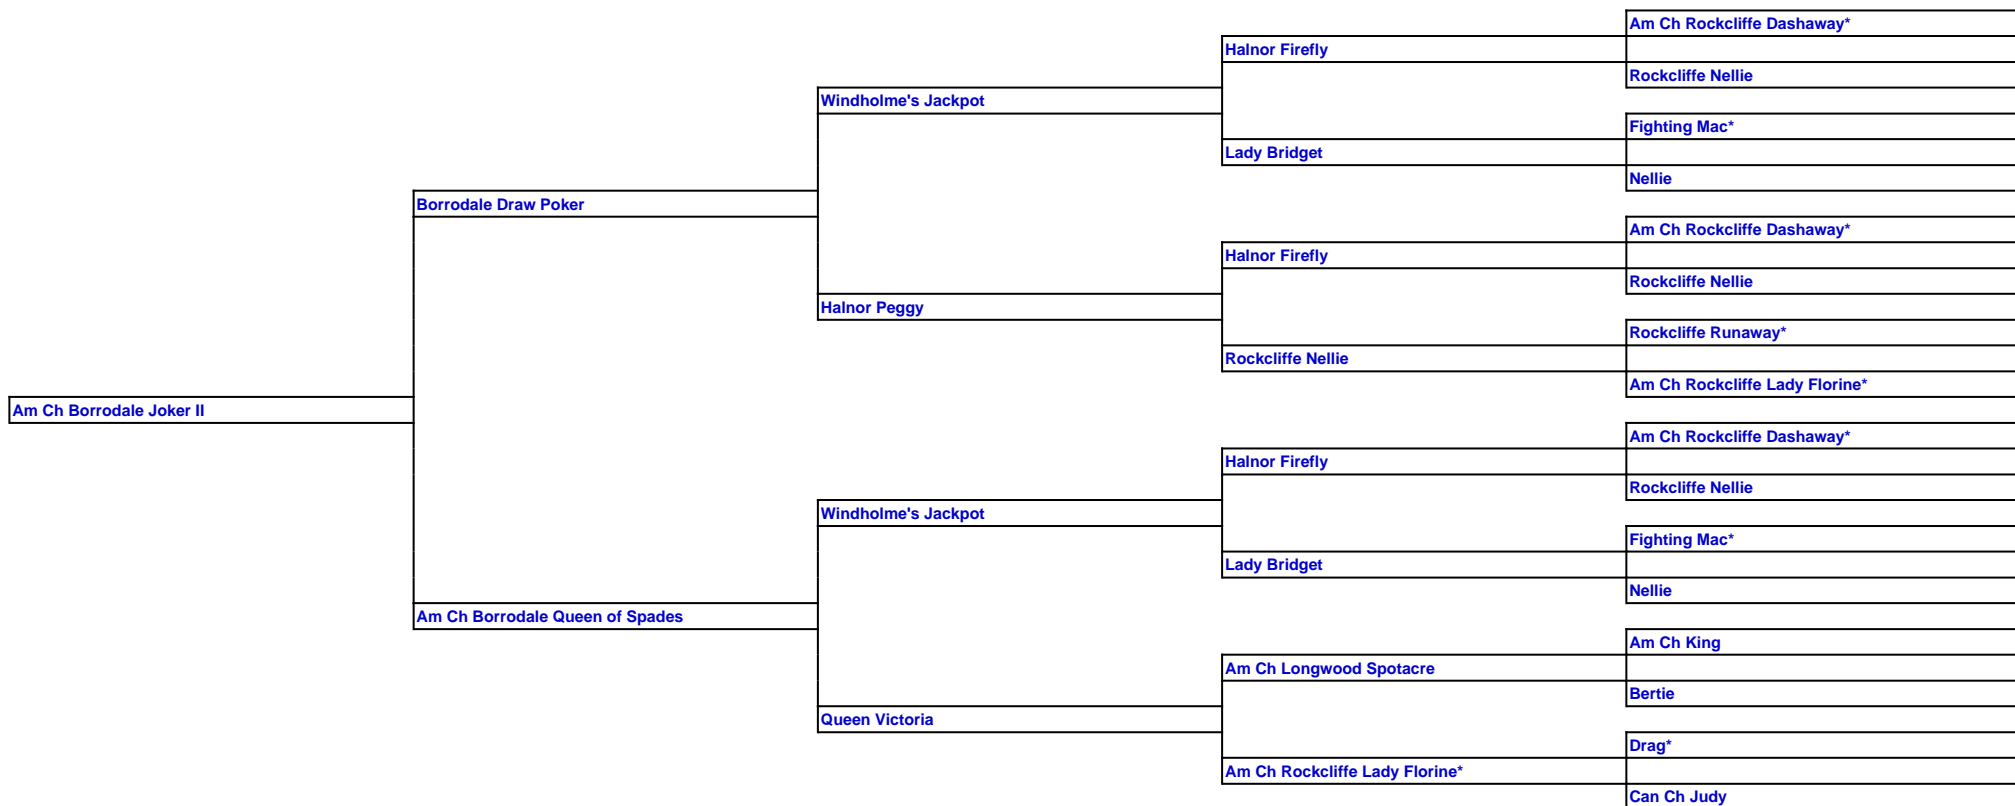 Am Ch Rockcliffe Dashaway*
Halnor Firefly
Rockcliffe Nellie
Windholme's Jackpot
Fighting Mac*
Lady Bridget
Nellie
Borrodale Draw Poker
Am Ch Rockcliffe Dashaway*
Halnor Firefly
Rockcliffe Nellie
Halnor Peggy
Rockcliffe Runaway*
Rockcliffe Nellie
Am Ch Rockcliffe Lady Florine*
Am Ch Borrodale Joker II
Am Ch Rockcliffe Dashaway*
Halnor Firefly
Rockcliffe Nellie
Windholme's Jackpot
Fighting Mac*
Lady Bridget
Nellie
Am Ch Borrodale Queen of Spades
Am Ch King
Am Ch Longwood Spotacre
Bertie
Queen Victoria
Drag*
Am Ch Rockcliffe Lady Florine*
Can Ch Judy